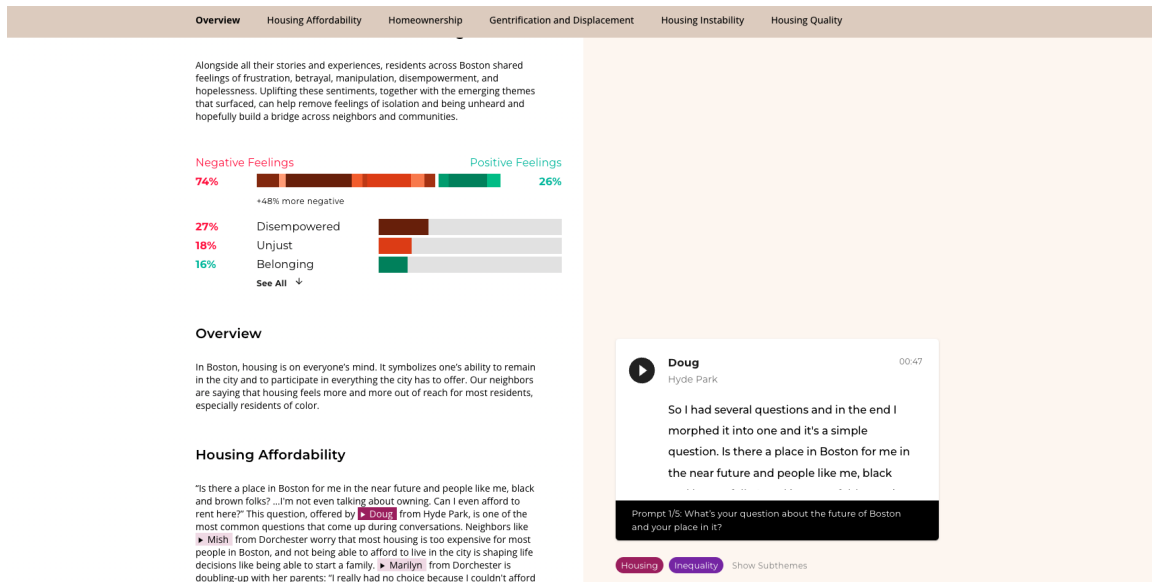 Overview Housing Affordability Homeownership Gentrification and Displacement Housing Instability Housing Quality
Alongside all their stories and experiences, residents across Boston shared
feelings of frustration, betrayal, manipulation, disempowerment, and
hopelessness. Uplifting these sentiments, together with the emerging themes
that surfaced, can help remove feelings of isolation and being unheard and
hopefully build a bridge across neighbors and communities.
Negative Feelings Positive Feelings
74% 26%
+48% more negative
27% Disempowered
18% Unjust
16% Belonging
See All ↓
Overview
In Boston, housing is on everyone's mind. It symbolizes one's ability to remain
in the city and to participate in everything the city has to offer. Our neighbors
are saying that housing feels more and more out of reach for most residents,
especially residents of color.
Housing Affordability
"Is there a place in Boston for me in the near future and people like me, black
and brown folks? ...I'm not even talking about owning. Can I even afford to
rent here?" This question, offered by ▸ Doug from Hyde Park, is one of the
most common questions that come up during conversations. Neighbors like
▸ Mish from Dorchester worry that most housing is too expensive for most
people in Boston, and not being able to afford to live in the city is shaping life
decisions like being able to start a family. ▸ Marilyn from Dorchester is
doubling-up with her parents: "I really had no choice because I couldn't afford
Doug 00:47
Hyde Park
So I had several questions and in the end I
morphed it into one and it's a simple
question. Is there a place in Boston for me in
the near future and people like me, black
Prompt 1/5: What's your question about the future of Boston
and your place in it?
Housing Inequality Show Subthemes